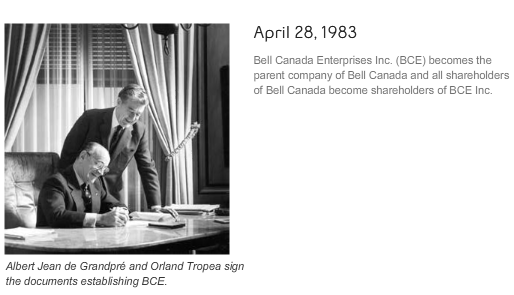 April 28, 1983
Bell Canada Enterprises Inc. (BCE) becomes the
parent company of Bell Canada and all shareholders
of Bell Canada become shareholders of BCE Inc.
Albert Jean de Grandpré and Orland Tropea sign
the documents establishing BCE.